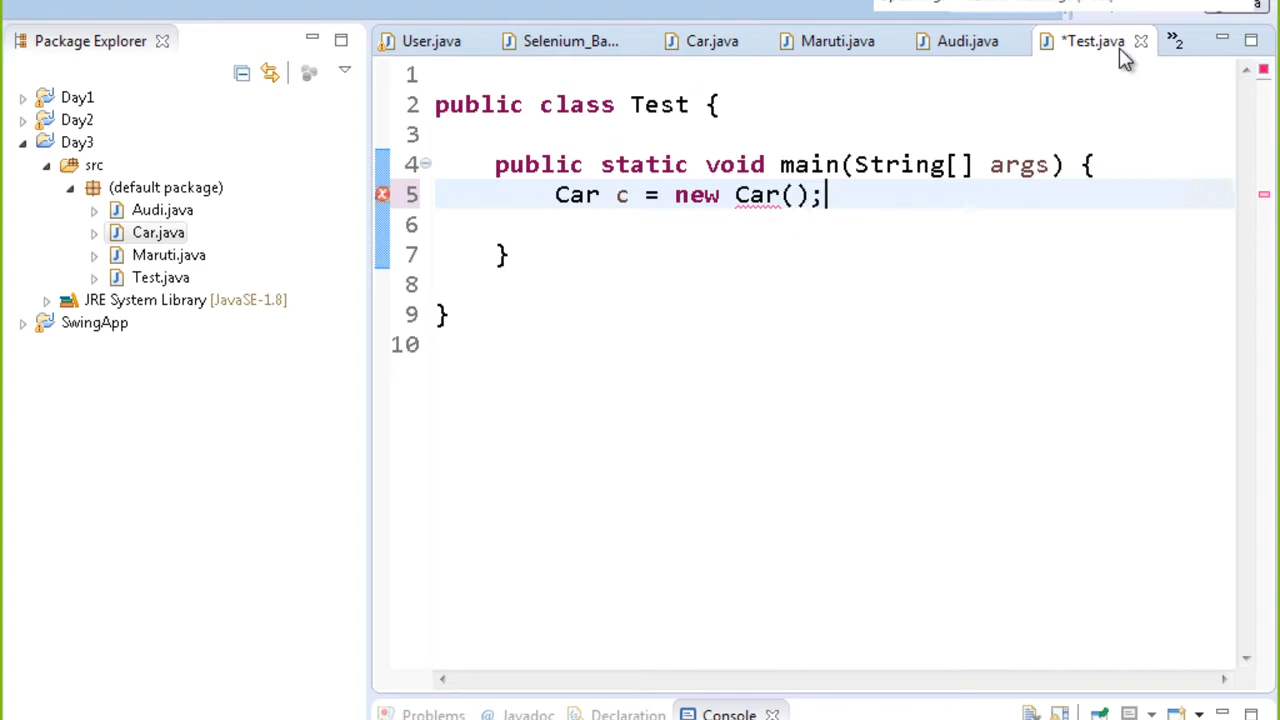 a
Package Explorer
User.java
Selenium_Ba...
Car.java
Maruti.java
Audi.java
*Test.java
»2
Day1
Day2
Day3
src
(default package)
Audi.java
Car.java
Maruti.java
Test.java
JRE System Library [JavaSE-1.8]
SwingApp
1
2 public class Test {
3
4 public static void main(String[] args) {
5 Car c = new Car();
6
7 }
8
9 }
10
Problems
@ Javadoc
Declaration
Console